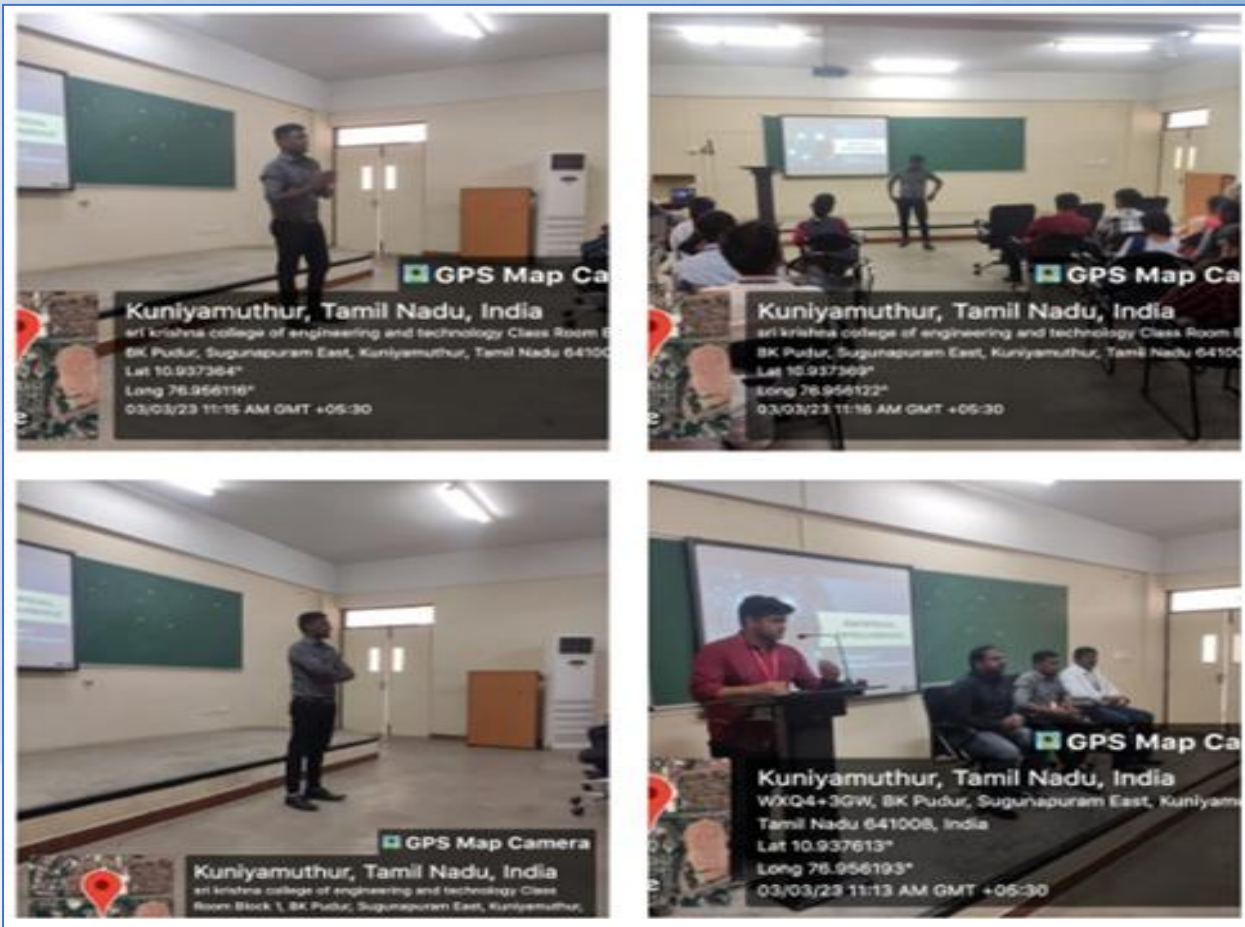 GPS Map Ca
Kuniyamuthur, Tamil Nadu, India
sri krishna college of engineering and technology Class Room
BK Pudur, Sugunapuram East, Kuniyamuthur, Tamil Nadu 64100
Lat 10.937364°
Long 76.956116°
03/03/23 11:15 AM GMT +05:30
GPS Map Ca
Kuniyamuthur, Tamil Nadu, India
sri krishna college of engineering and technology Class Room
BK Pudur, Sugunapuram East, Kuniyamuthur, Tamil Nadu 64100
Lat 10.937369°
Long 76.956122°
03/03/23 11:16 AM GMT +05:30
GPS Map Camera
Kuniyamuthur, Tamil Nadu, India
sri krishna college of engineering and technology Class
Room Block 1, BK Pudur, Sugunapuram East, Kuniyamuthur,
GPS Map Ca
Kuniyamuthur, Tamil Nadu, India
WXQ4+3GW, BK Pudur, Sugunapuram East, Kuniyam
Tamil Nadu 641008, India
Lat 10.937613°
Long 76.956193°
03/03/23 11:13 AM GMT +05:30